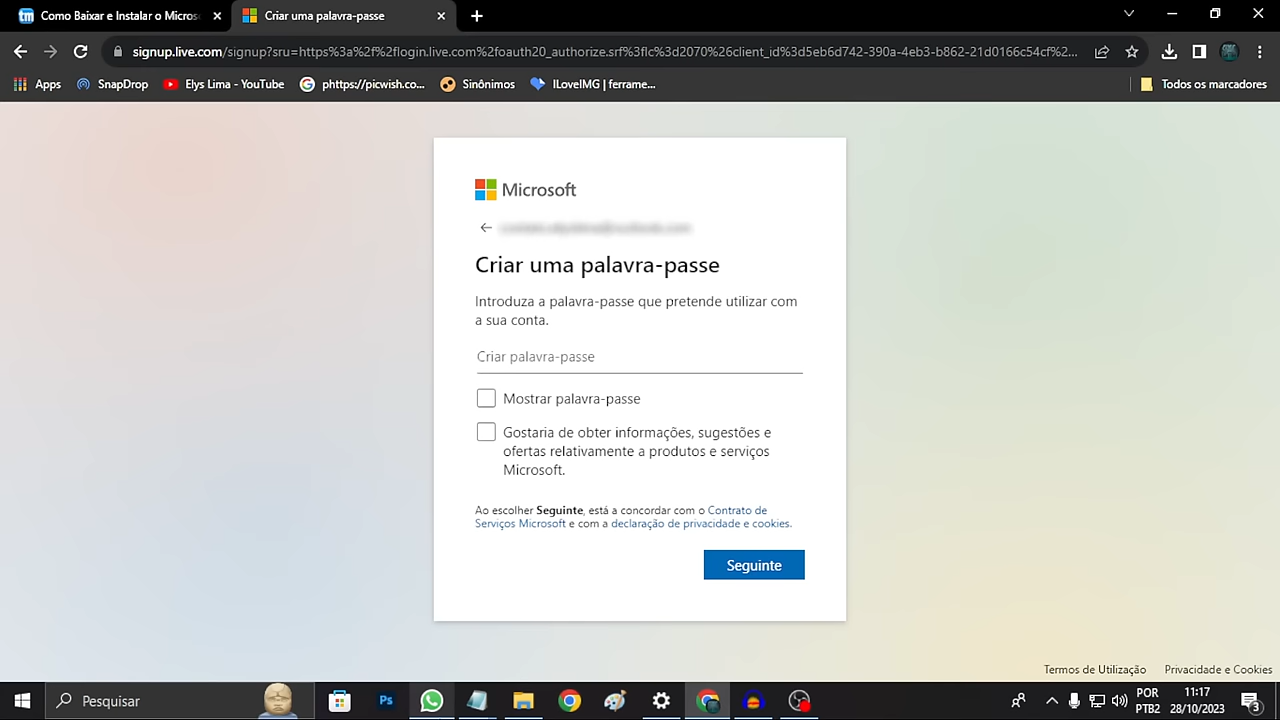 Como Baixar e Instalar o Micros
Criar uma palavra-passe
signup.live.com/signup?sru=https%3a%2f%2flogin.live.com%2foauth20_authorize.srf%3flc%3d2070%26client_id%3d5eb6d742-390a-4eb3-b862-21d0166c54cf%2...
Apps
SnapDrop
Elys Lima - YouTube
phttps://picwish.co...
Sinônimos
ILoveIMG | ferrame...
Todos os marcadores
Microsoft
Criar uma palavra-passe
Introduza a palavra-passe que pretende utilizar com
a sua conta.
Criar palavra-passe
Mostrar palavra-passe
Gostaria de obter informações, sugestões e
ofertas relativamente a produtos e serviços
Microsoft.
Ao escolher Seguinte, está a concordar com o Contrato de
Serviços Microsoft e com a declaração de privacidade e cookies.
Seguinte
Termos de Utilização
Privacidade e Cookies
Pesquisar
Ps
POR
PTB2
11:17
28/10/2023
3